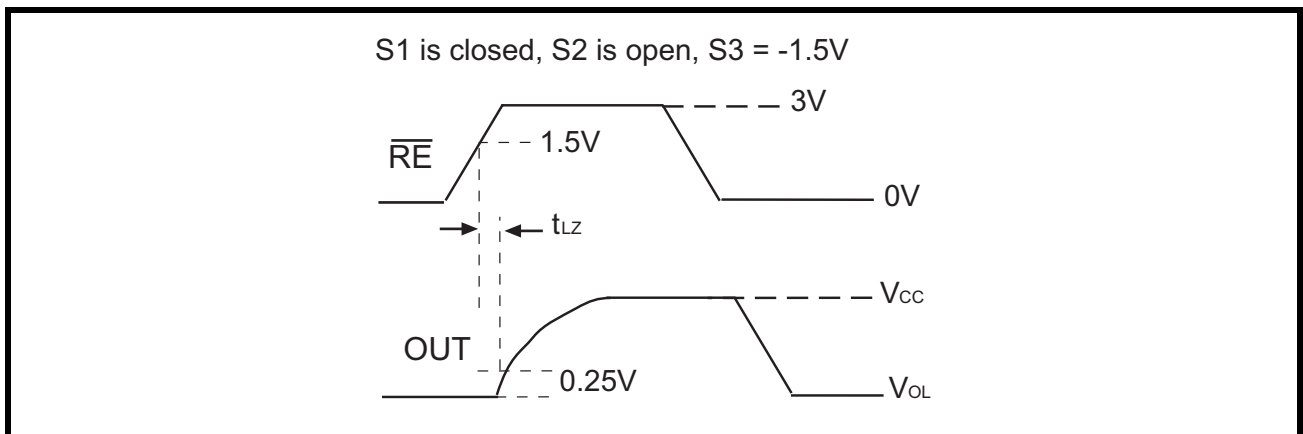 S1 is closed, S2 is open, S3 = -1.5V
3V
1.5V
R̅E̅
0V
tLZ
VCC
OUT
0.25V
VOL